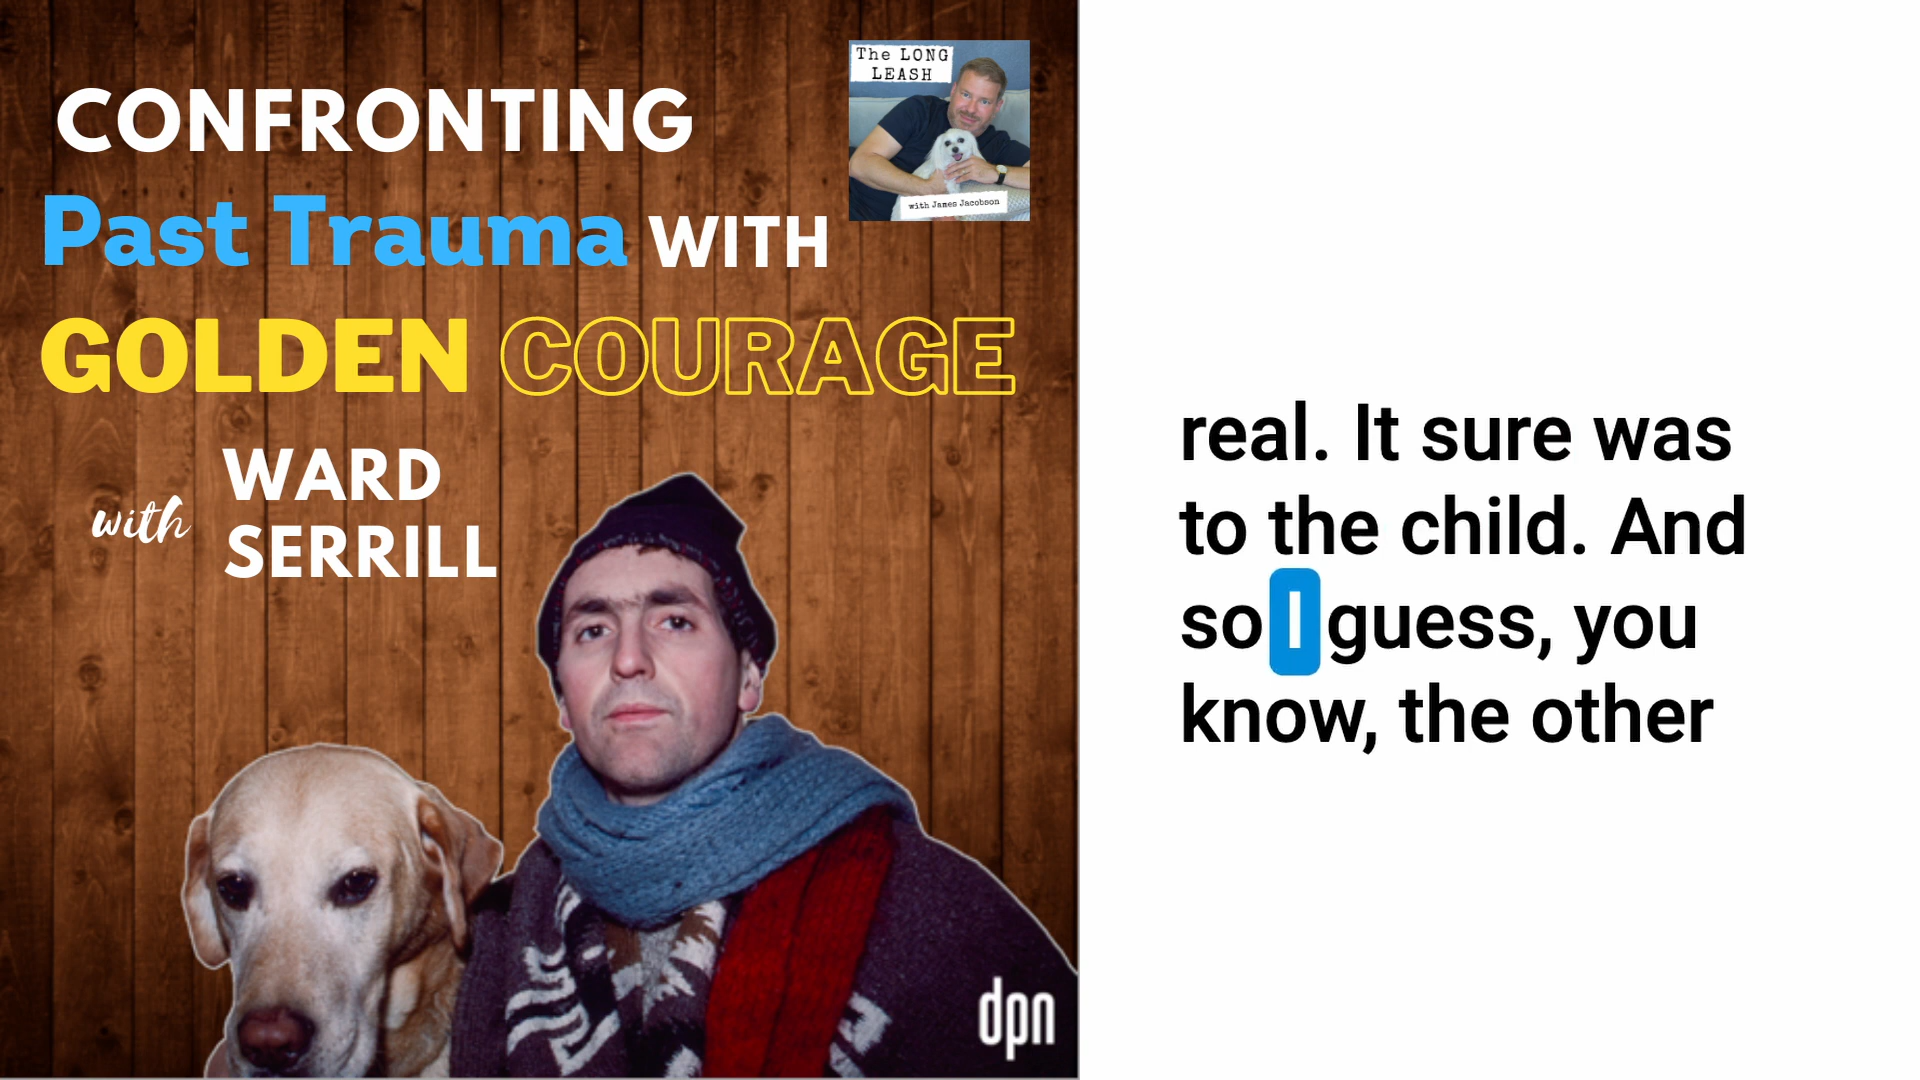 CONFRONTING
Past Trauma WITH
GOLDEN COURAGE
with
WARD
SERRILL
The LONG
LEASH
with James Jacobson
dpn
real. It sure was
to the child. And
so I guess, you
know, the other